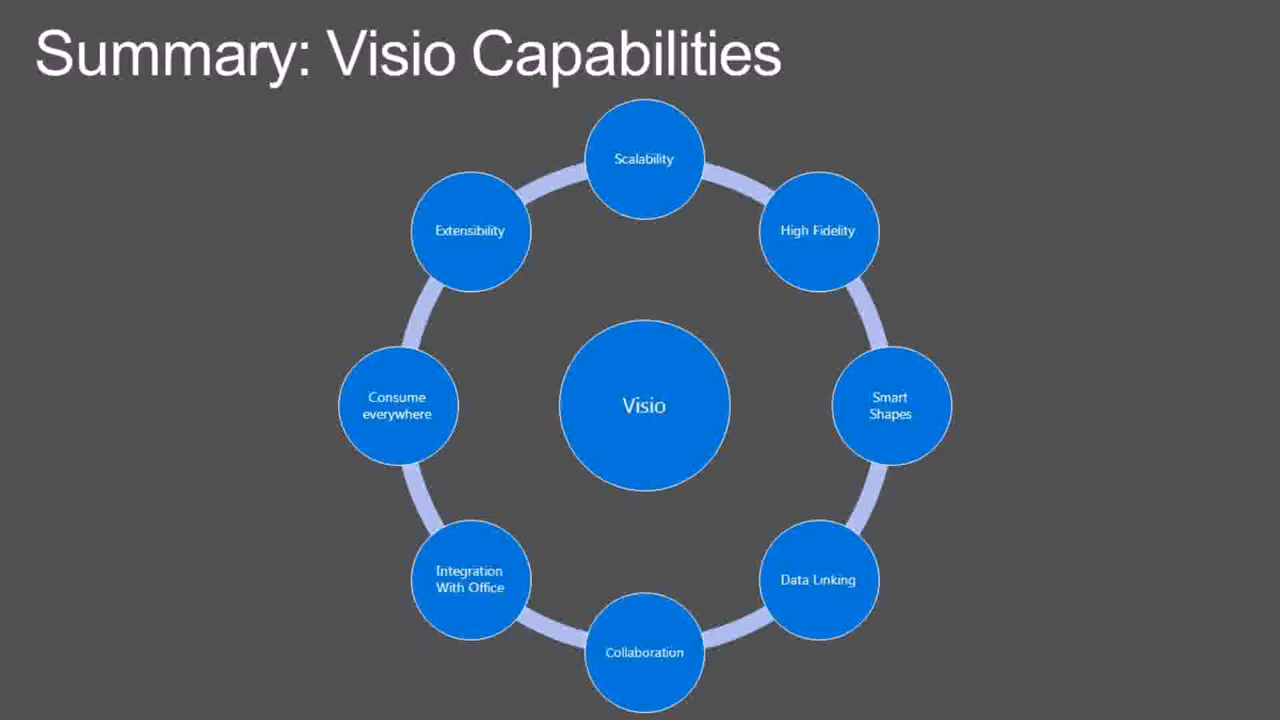 Summary: Visio Capabilities
Scalability
Extensibility
High Fidelity
Consume
everywhere
Visio
Smart
Shapes
Integration
With Office
Data Linking
Collaboration